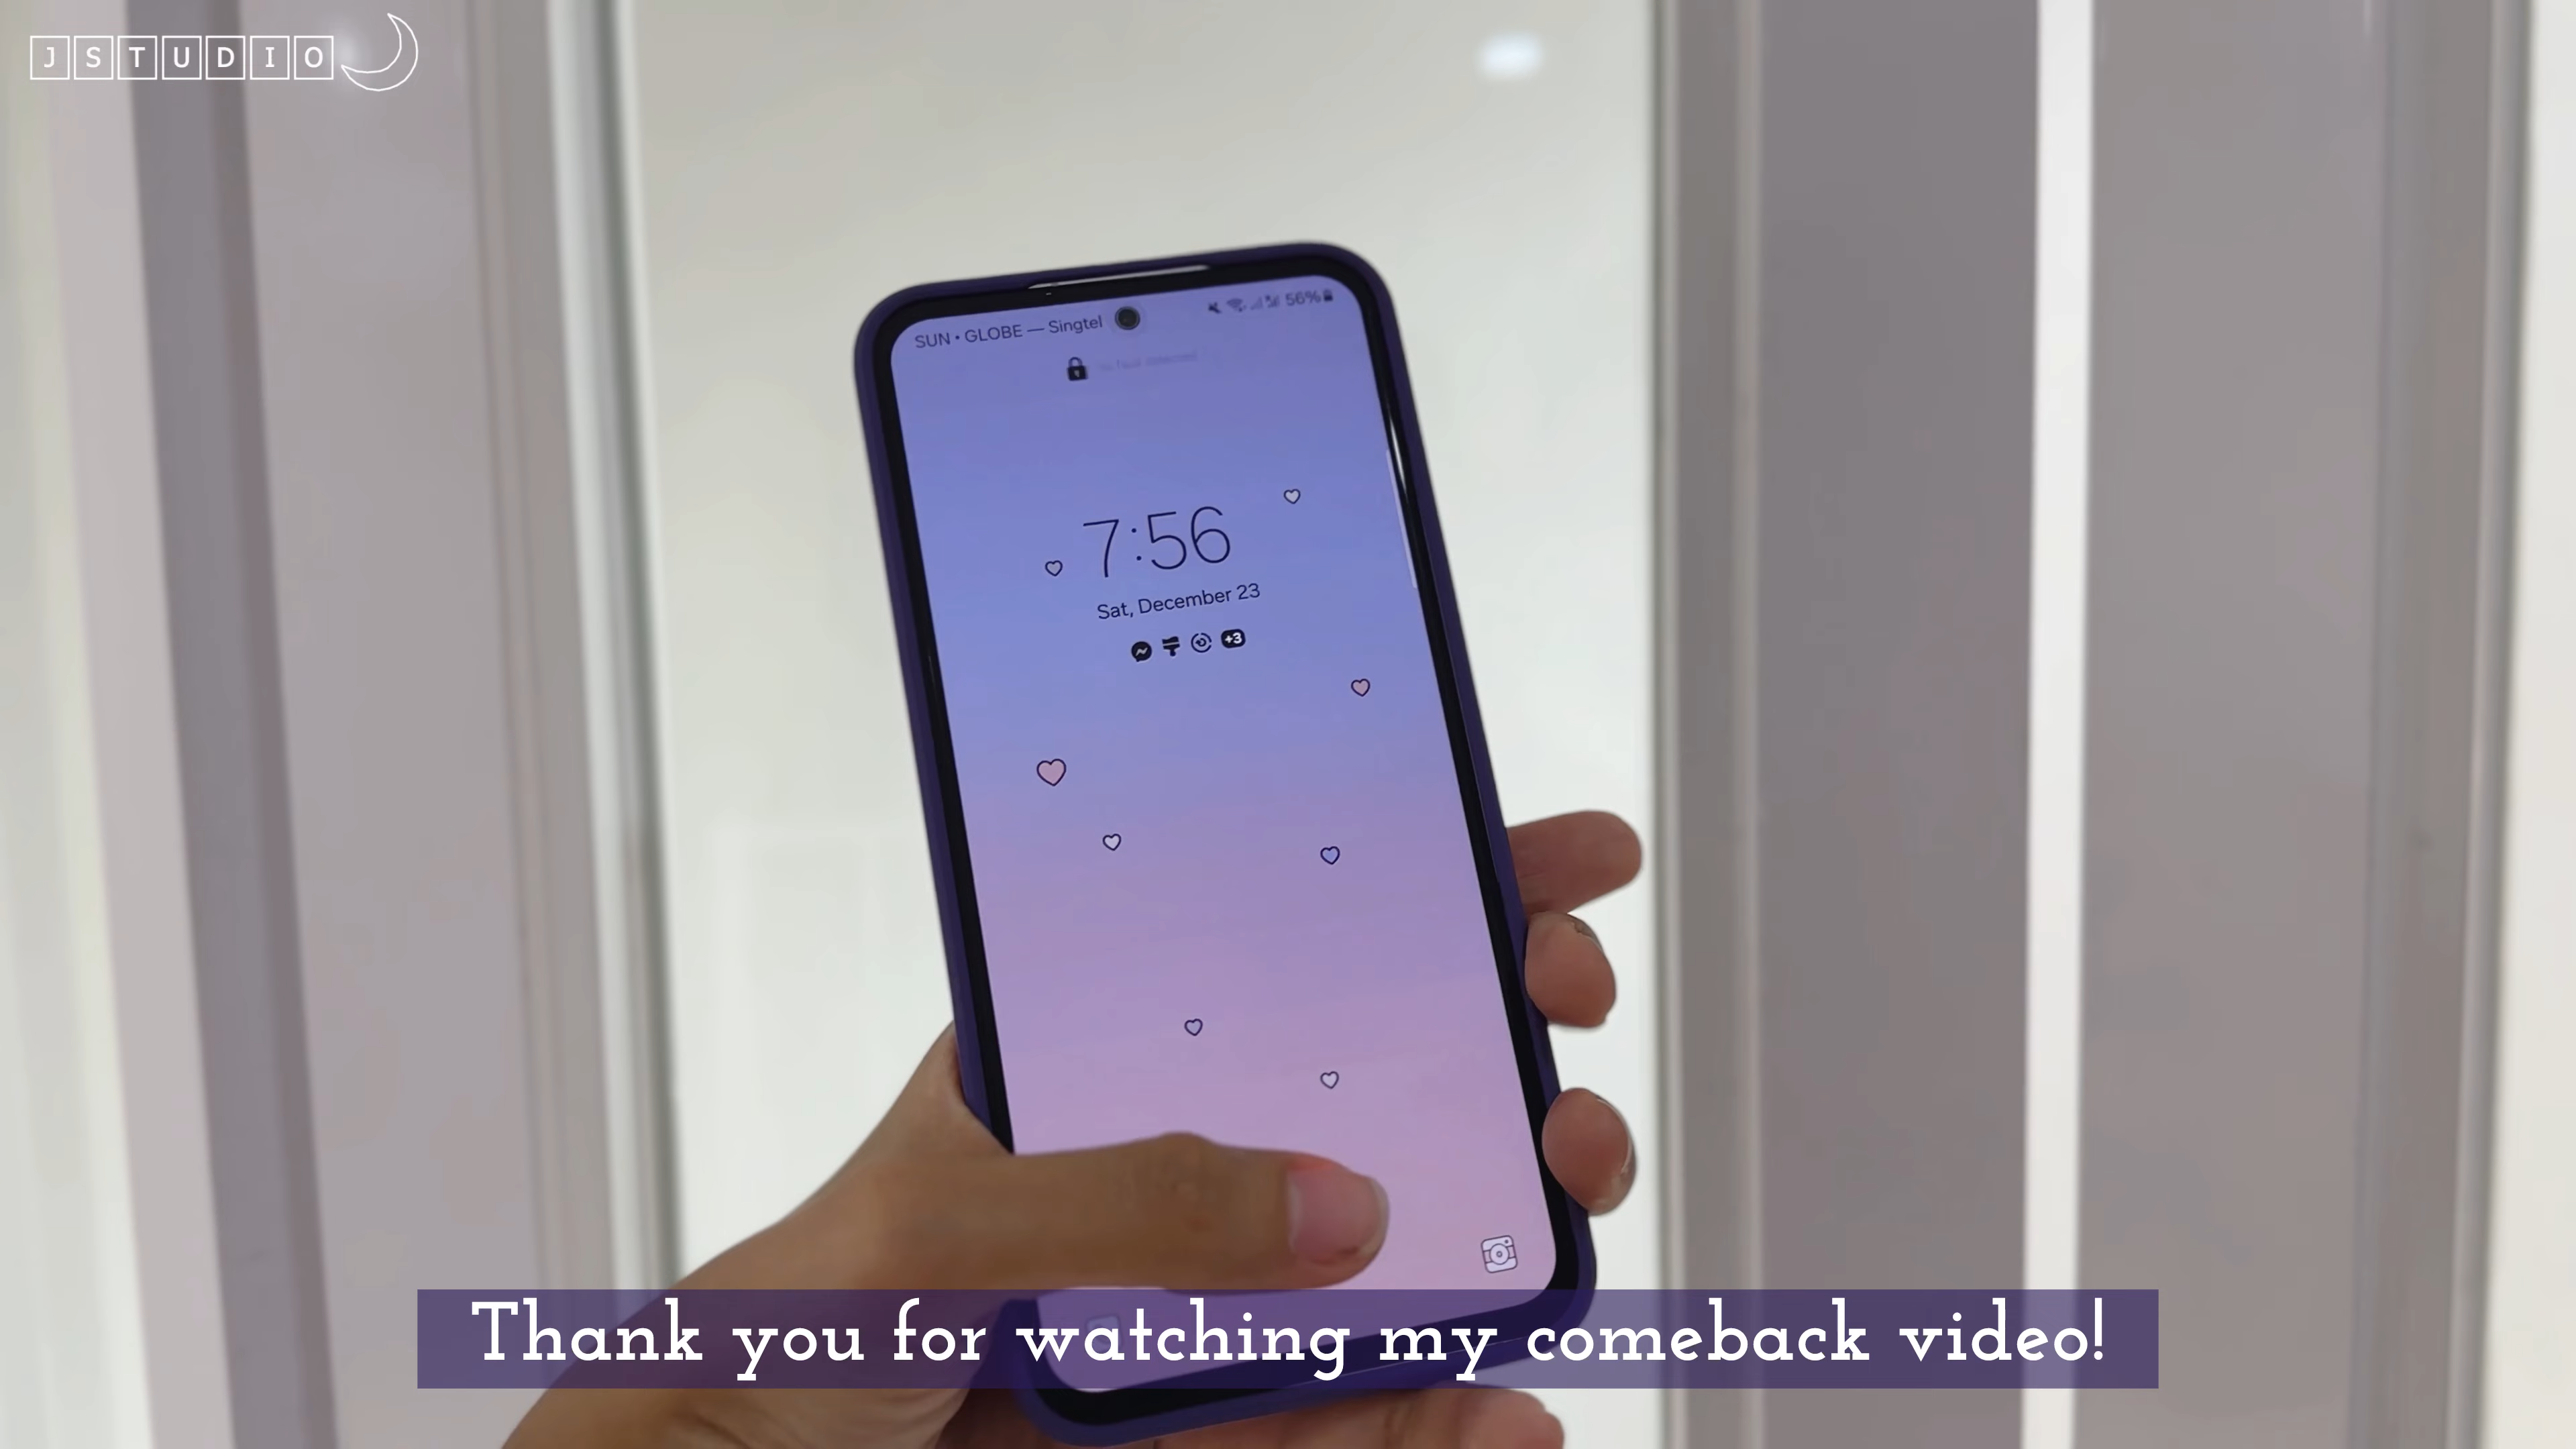 JSTUDIO
SUN • GLOBE — Singtel 56%
7:56
Sat, December 23
+3
Thank you for watching my comeback video!